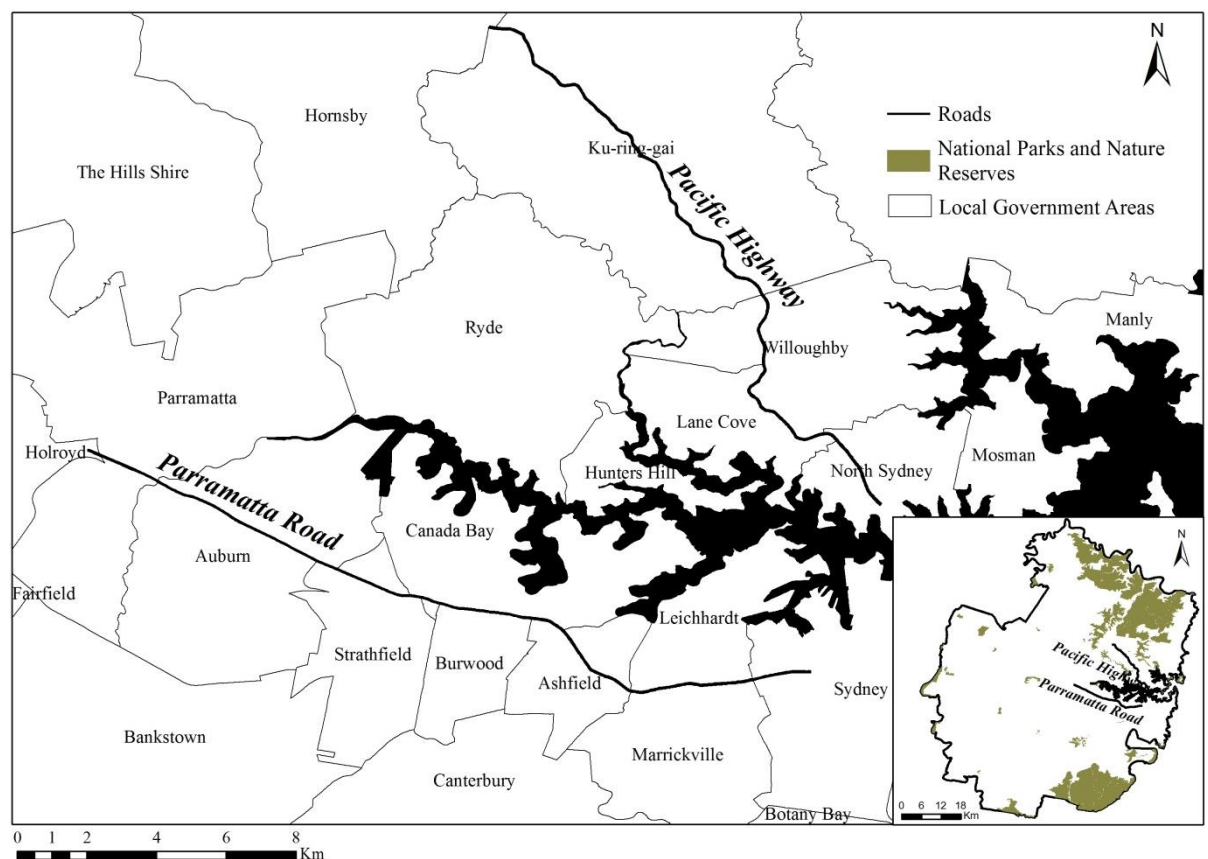 N
Hornsby
Roads
Ku-ring-gai
National Parks and Nature
Reserves
The Hills Shire
Local Government Areas
Pacific Highway
Manly
Ryde
Willoughby
Parramatta
Lane Cove
Holroyd
Hunters Hill
North Sydney
Mosman
Parramatta Road
Canada Bay
Auburn
Fairfield
Leichhardt
Strathfield
Burwood
Ashfield
Sydney
Bankstown
Marrickville
Canterbury
Botany Bay
N
Pacific High
Parramatta Road
0 6 12 18
Km
0 1 2 4 6 8
Km